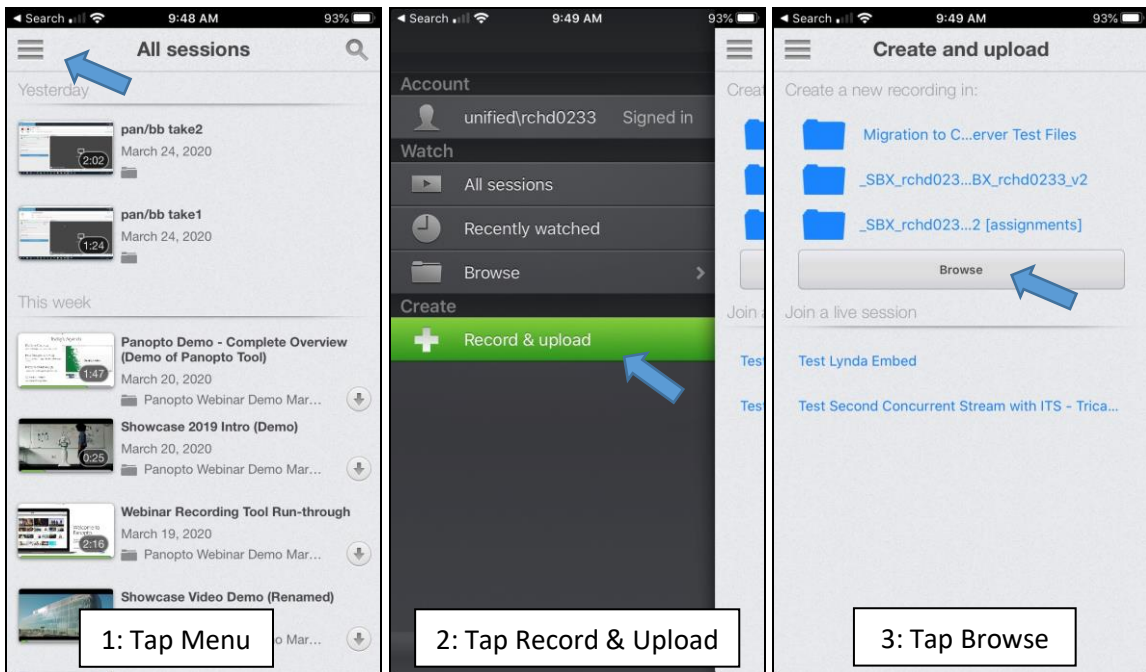 Search
9:48 AM
93%
All sessions
Yesterday
pan/bb take2
March 24, 2020
2:02
pan/bb take1
March 24, 2020
1:24
This week
Panopto Demo - Complete Overview
(Demo of Panopto Tool)
March 20, 2020
1:47
Panopto Webinar Demo Mar...
Showcase 2019 Intro (Demo)
March 20, 2020
0:25
Panopto Webinar Demo Mar...
Webinar Recording Tool Run-through
March 19, 2020
2:16
Panopto Webinar Demo Mar...
Showcase Video Demo (Renamed)
o Mar...
1: Tap Menu
Search
9:49 AM
93%
Account
unified\rchd0233 Signed in
Watch
All sessions
Recently watched
Browse
Create
Record & upload
Creat
Join a
Tes
Tes
2: Tap Record & Upload
Search
9:49 AM
93%
Create and upload
Create a new recording in:
Migration to C...erver Test Files
_SBX_rchd023...BX_rchd0233_v2
_SBX_rchd023...2 [assignments]
Browse
Join a live session
Test Lynda Embed
Test Second Concurrent Stream with ITS - Trica...
3: Tap Browse